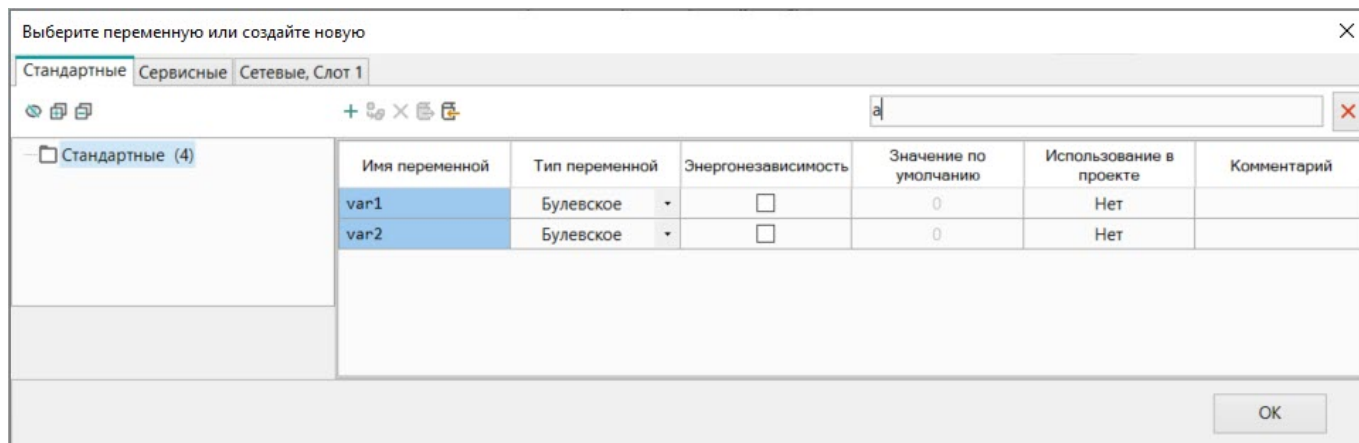 Выберите переменную или создайте новую
Стандартные Сервисные Сетевые, Слот 1
a
Стандартные (4)
Имя переменной Тип переменной Энергонезависимость Значение по умолчанию Использование в проекте Комментарий
var1 Булевское 0 Нет
var2 Булевское 0 Нет
OK